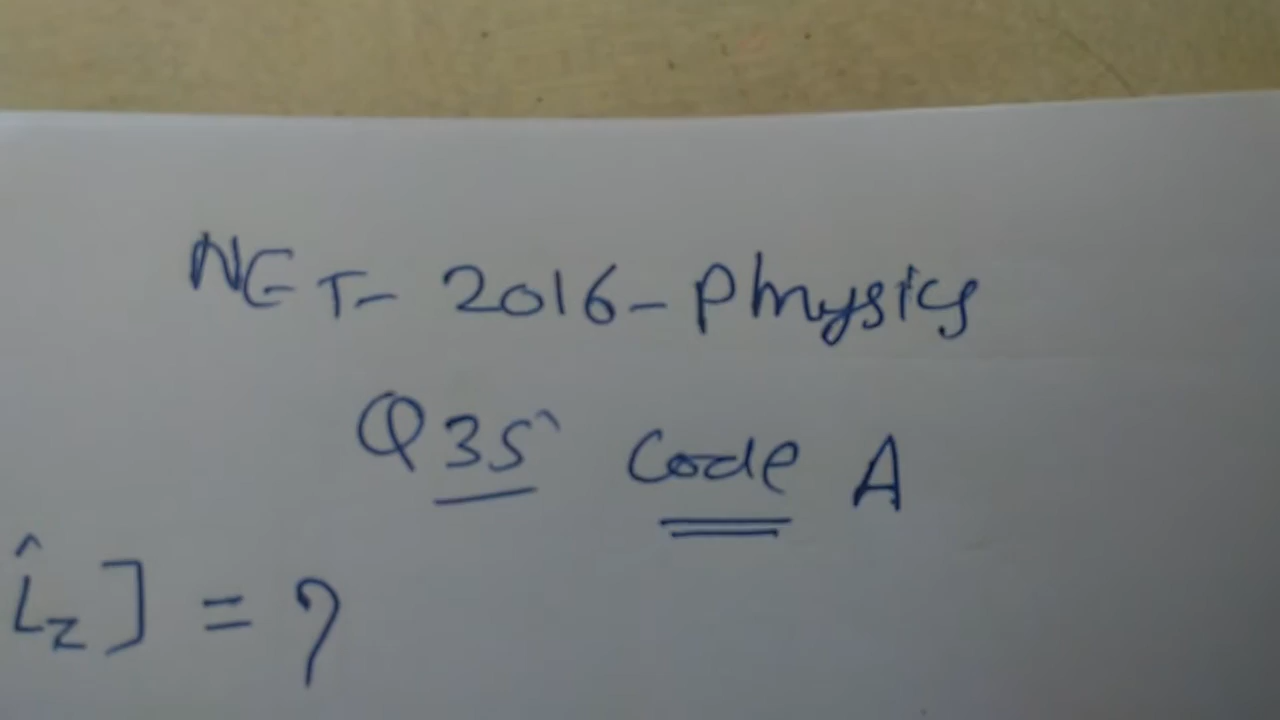 NET- 2016-Physics
Q35 Code A
L̂z] = ?